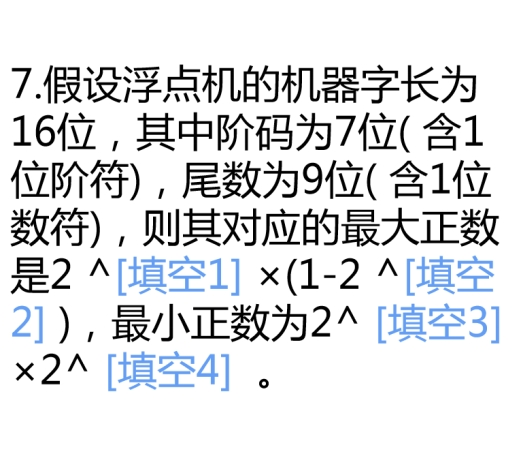 7.假设浮点机的机器字长为
16位，其中阶码为7位( 含1
位阶符)，尾数为9位( 含1位
数符)，则其对应的最大正数
是2 ^[填空1] ×(1-2 ^[填空
2] )，最小正数为2^ [填空3]
×2^ [填空4] 。